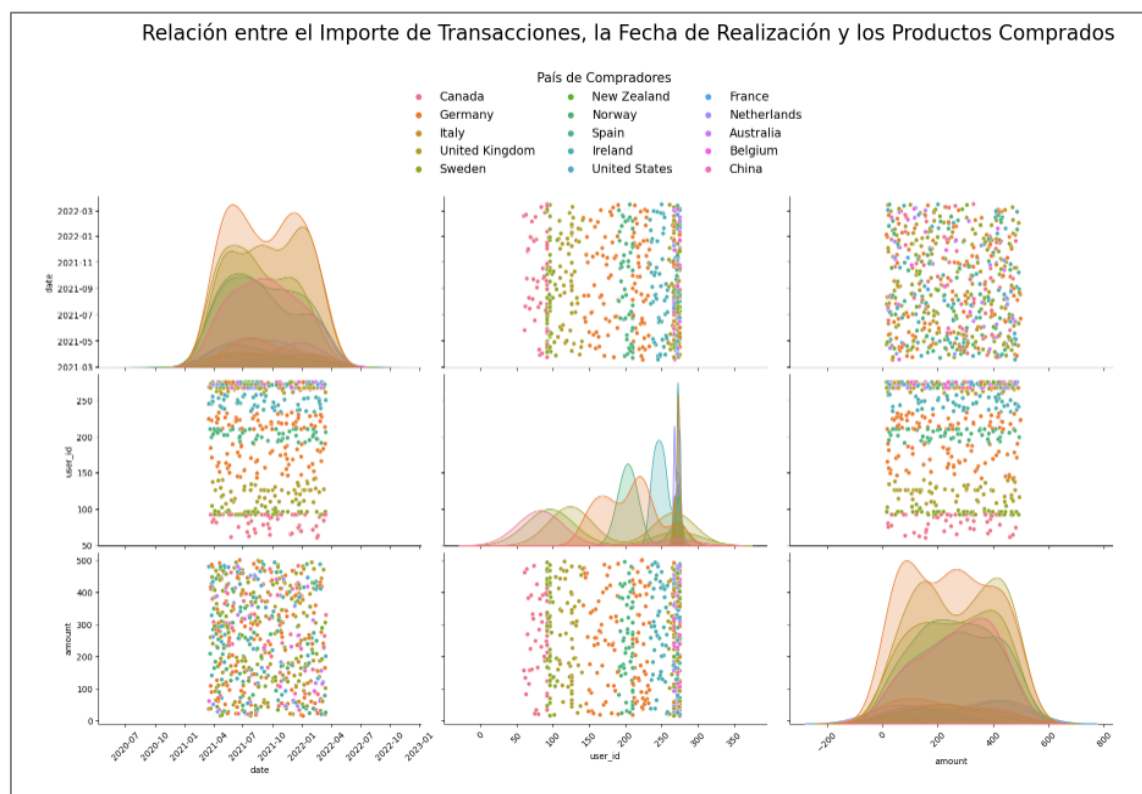 Relación entre el Importe de Transacciones, la Fecha de Realización y los Productos Comprados
País de Compradores
Canada
Germany
Italy
United Kingdom
Sweden
New Zealand
Norway
Spain
Ireland
United States
France
Netherlands
Australia
Belgium
China
date
2022-03
2022-01
2021-11
2021-09
2021-07
2021-05
2021-03
user_id
250
200
150
100
50
amount
500
400
300
200
100
0
2020-07
2020-10
2021-01
2021-04
2021-07
2021-10
2022-01
2022-04
2022-07
2022-10
2023-01
date
0
50
100
150
200
250
300
350
user_id
−200
0
200
400
600
800
amount